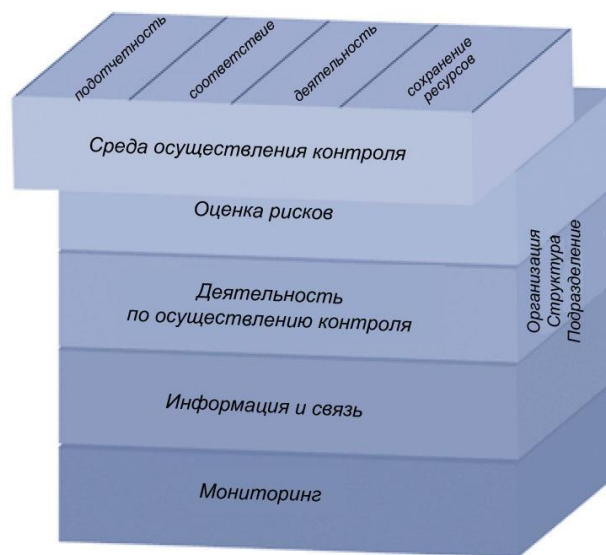 подотчетность
соответствие
деятельность
сохранение
ресурсов
Среда осуществления контроля
Оценка рисков
Деятельность
по осуществлению контроля
Информация и связь
Мониторинг
Организация
Структура
Подразделение